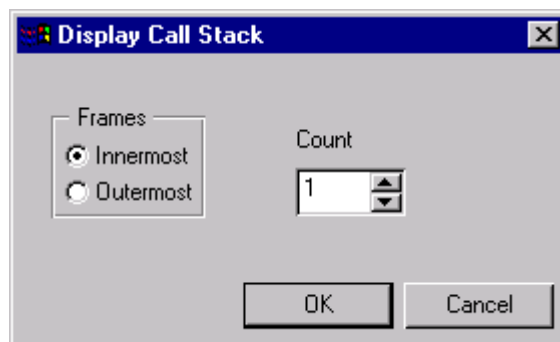 Display Call Stack
Frames
Innermost
Outermost
Count
1
OK
Cancel